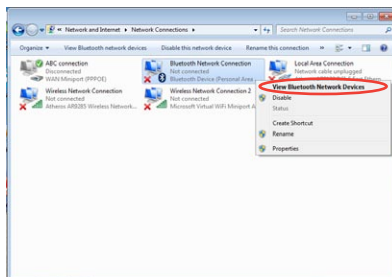 Network and Internet ▸ Network Connections ▸
Search Network Connections
Organize ▾ View Bluetooth network devices Disable this network device Rename this connection »
ABC connection
Disconnected
WAN Miniport (PPPOE)
Bluetooth Network Connection
Not connected
Bluetooth Device (Personal Area ...
Local Area Connection
Network cable unplugged
Wireless Network Connection
Not connected
Atheros AR9285 Wireless Network...
Wireless Network Connection 2
Not connected
Microsoft Virtual WiFi Miniport A
View Bluetooth Network Devices
Disable
Status
Create Shortcut
Rename
Properties